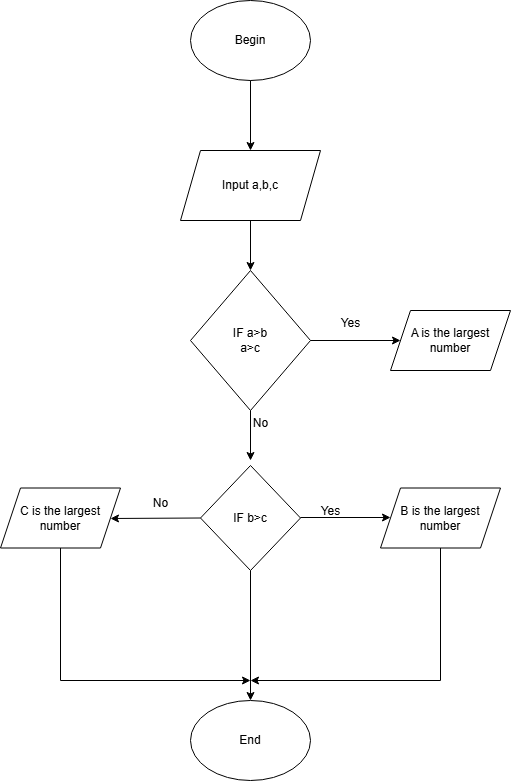 Begin
Input a,b,c
IF a>b
a>c
Yes
A is the largest
number
No
C is the largest
number
No
IF b>c
Yes
B is the largest
number
End